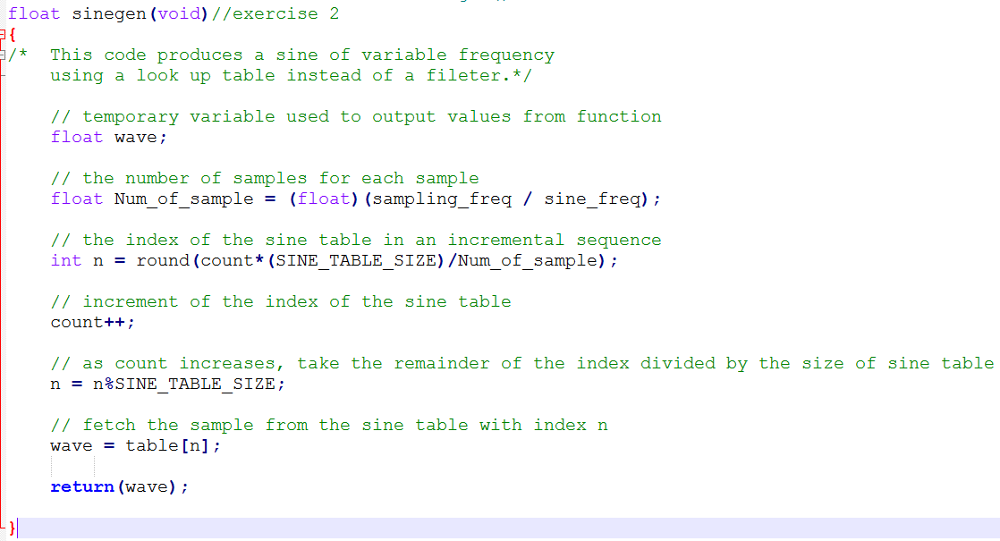 float sinegen(void)//exercise 2
{
/* This code produces a sine of variable frequency
using a look up table instead of a fileter.*/
// temporary variable used to output values from function
float wave;
// the number of samples for each sample
float Num_of_sample = (float)(sampling_freq / sine_freq);
// the index of the sine table in an incremental sequence
int n = round(count*(SINE_TABLE_SIZE)/Num_of_sample);
// increment of the index of the sine table
count++;
// as count increases, take the remainder of the index divided by the size of sine table
n = n%SINE_TABLE_SIZE;
// fetch the sample from the sine table with index n
wave = table[n];
return(wave);
}